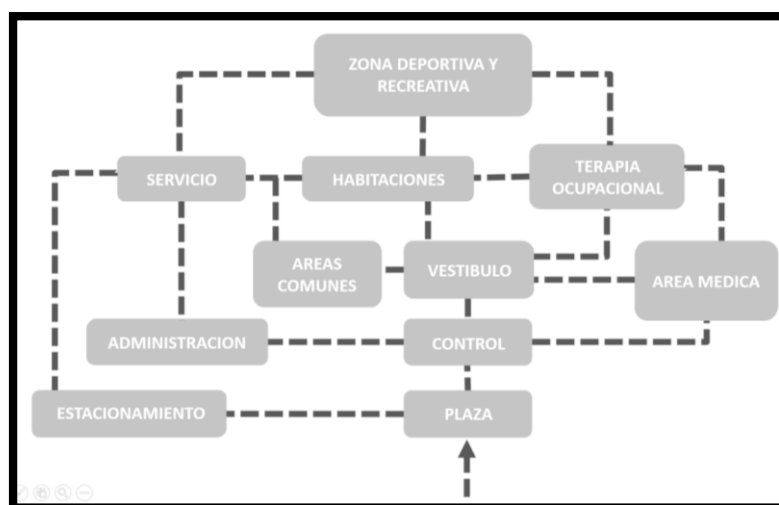 ZONA DEPORTIVA Y
RECREATIVA
SERVICIO
HABITACIONES
TERAPIA
OCUPACIONAL
AREAS
COMUNES
VESTIBULO
AREA MEDICA
ADMINISTRACION
CONTROL
ESTACIONAMIENTO
PLAZA